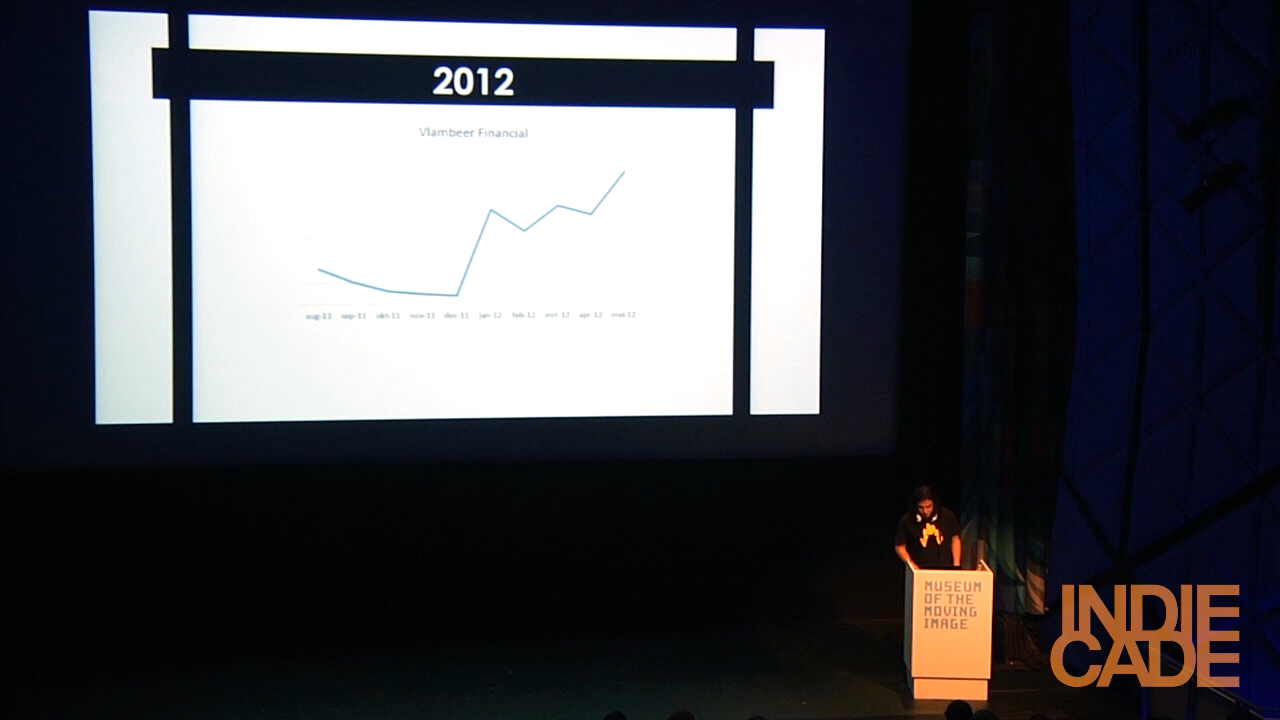 2012
Vlambeer Financial
aug-11 sep-11 okt-11 nov-11 dec-11 jan-12 feb-12 mrt-12 apr-12 mei-12
MUSEUM
OF THE
MOVING
IMAGE
INDIE
CADE